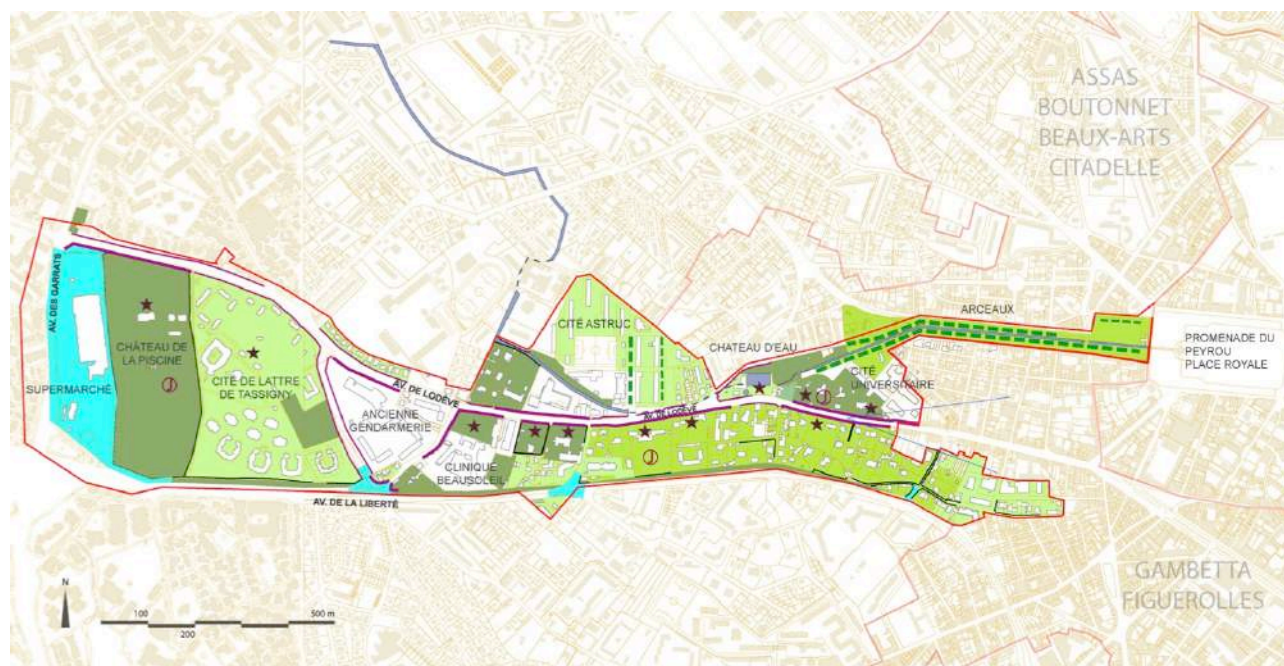 ASSAS
BOUTONNET
BEAUX-ARTS
CITADELLE
AV. DES GARRATS
CHÂTEAU DE
LA PISCINE
SUPERMARCHÉ
CITÉ DE LATTRE
DE TASSIGNY
ANCIENNE
GENDARMERIE
AV. DE LODÈVE
CITÉ ASTRUC
CHATEAU D'EAU
ARCEAUX
CITÉ
UNIVERSITAIRE
PROMENADE DU
PEYROU
PLACE ROYALE
AV. DE LODÈVE
CLINIQUE
BEAUSOLEIL
AV. DE LA LIBERTÉ
GAMBETTA
FIGUEROLLES
N
100
500 m
200